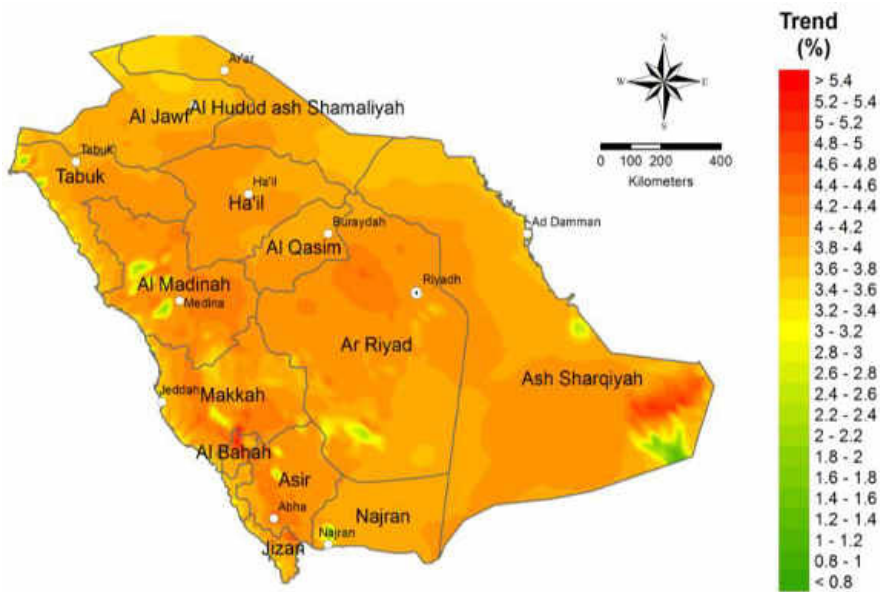 Trend
(%)
> 5.4
5.2 - 5.4
5 - 5.2
4.8 - 5
4.6 - 4.8
4.4 - 4.6
4.2 - 4.4
4 - 4.2
3.8 - 4
3.6 - 3.8
3.4 - 3.6
3.2 - 3.4
3 - 3.2
2.8 - 3
2.6 - 2.8
2.4 - 2.6
2.2 - 2.4
2 - 2.2
1.8 - 2
1.6 - 1.8
1.4 - 1.6
1.2 - 1.4
1 - 1.2
0.8 - 1
< 0.8
N
W
E
S
0 100 200 400
Kilometers
Ar'ar
Al Jawf
Al Hudud ash Shamaliyah
Tabuk
Tabuk
Ha'il
Ha'il
Buraydah
Al Qasim
Ad Damman
Al Madinah
Medina
Riyadh
Ar Riyad
Ash Sharqiyah
Jeddah
Makkah
Al Bahah
Asir
Abha
Najran
Najran
Jizan